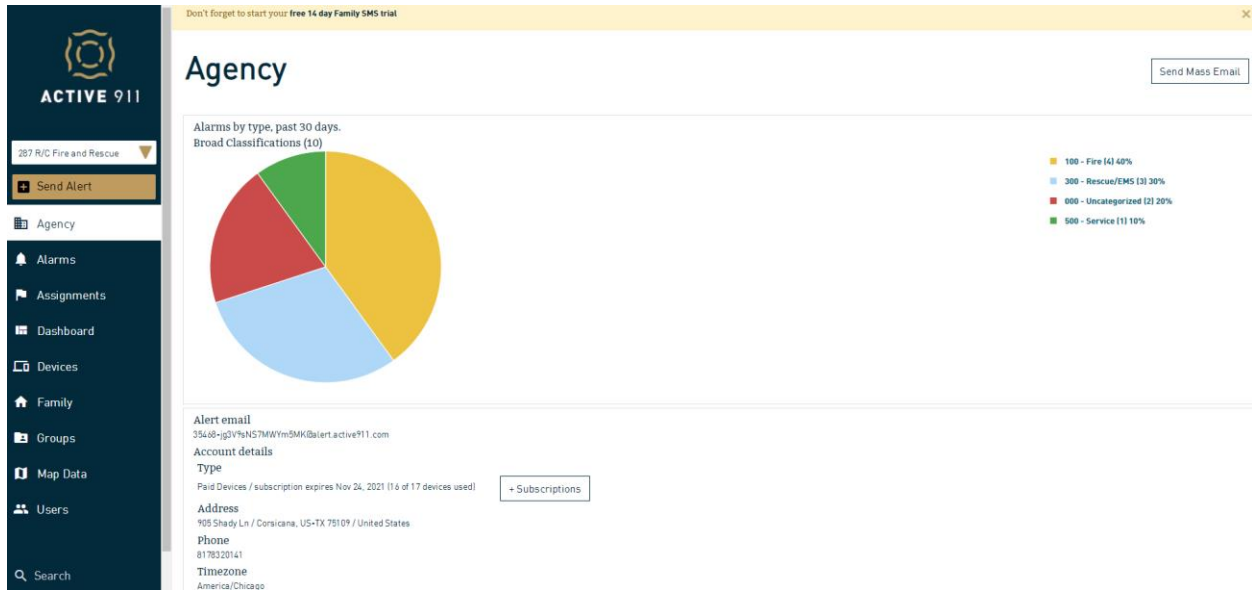 Don't forget to start your free 14 day Family SMS trial
×
ACTIVE 911
287 R/C Fire and Rescue
Send Alert
Agency
Alarms
Assignments
Dashboard
Devices
Family
Groups
Map Data
Users
Search
Agency
Send Mass Email
Alarms by type, past 30 days.
Broad Classifications (10)
100 - Fire (4) 40%
300 - Rescue/EMS (3) 30%
000 - Uncategorized (2) 20%
500 - Service (1) 10%
Alert email
35468-jg3V9sNS7MWYm5MK@alert.active911.com
Account details
Type
Paid Devices / subscription expires Nov 24, 2021 (16 of 17 devices used)
+ Subscriptions
Address
905 Shady Ln / Corsicana, US-TX 75109 / United States
Phone
8178320141
Timezone
America/Chicago